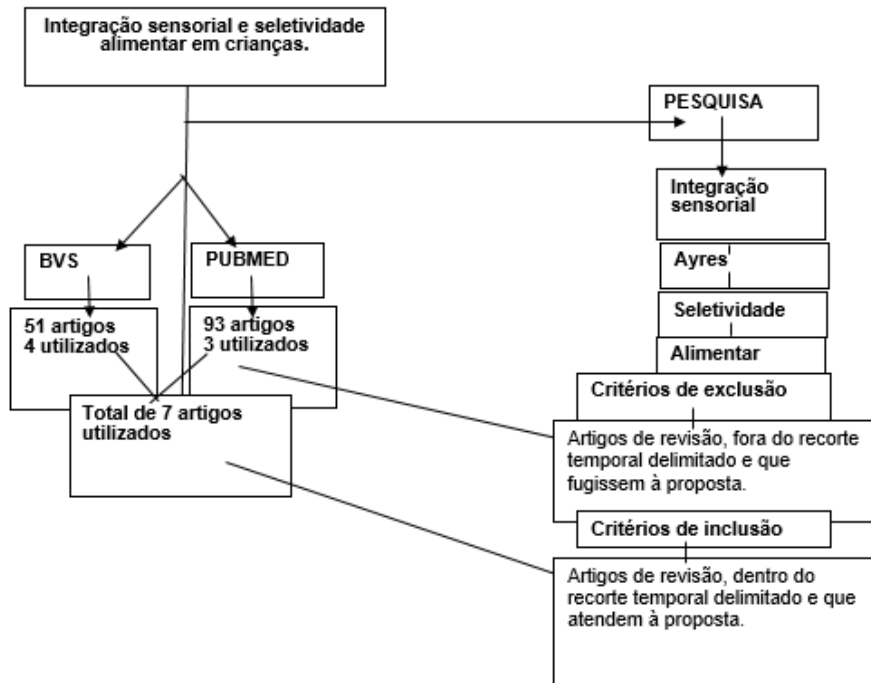 Integração sensorial e seletividade
alimentar em crianças.
PESQUISA
Integração
sensorial
Ayres
Seletividade
Alimentar
BVS
PUBMED
51 artigos
4 utilizados
93 artigos
3 utilizados
Total de 7 artigos
utilizados
Critérios de exclusão
Artigos de revisão, fora do recorte
temporal delimitado e que
fugissem à proposta.
Critérios de inclusão
Artigos de revisão, dentro do
recorte temporal delimitado e que
atendem à proposta.